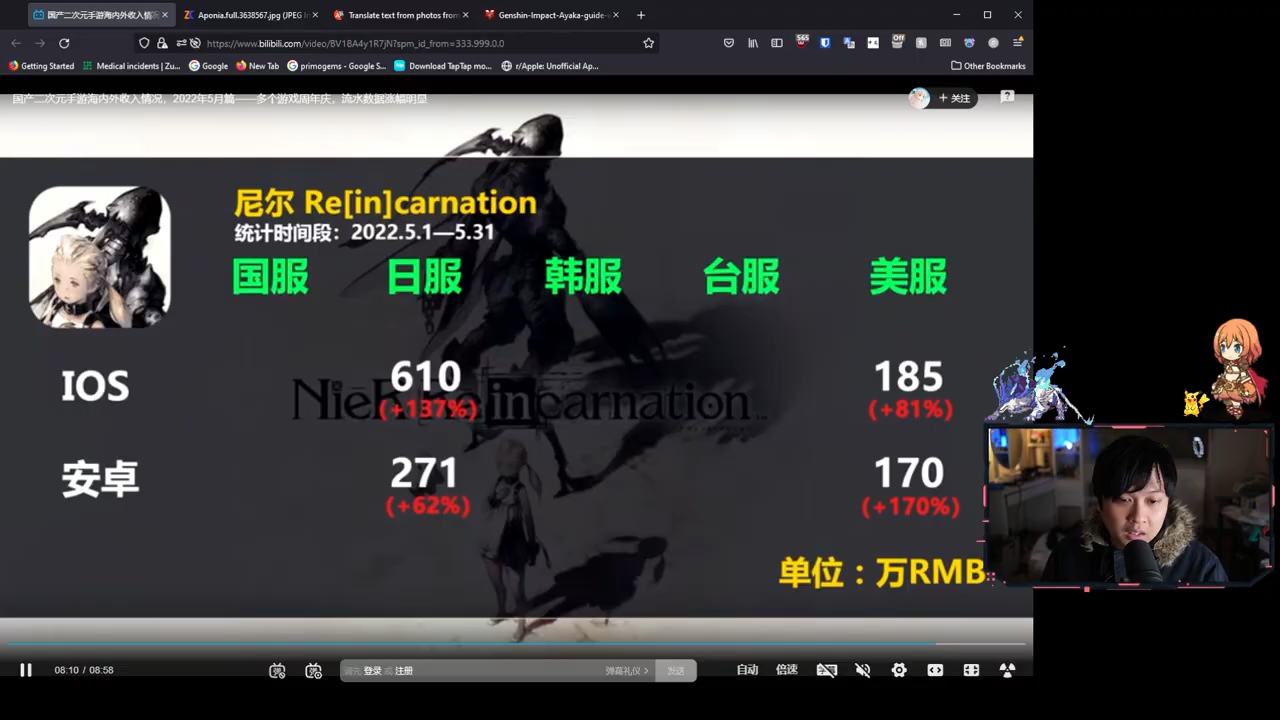 国产二次元手游海内外收入情
Aponia.full.3638567.jpg (JPEG In
Translate text from photos from
Genshin-Impact-Ayaka-guide-
https://www.bilibili.com/video/BV18A4y1R7jN?spm_id_from=333.999.0.0
565
Off
Getting Started
Medical incidents | Zu...
Google
New Tab
primogems - Google S...
Download TapTap mo...
r/Apple: Unofficial Ap...
Other Bookmarks
国产二次元手游海内外收入情况，2022年5月篇——多个游戏周年庆，流水数据涨幅明显
+ 关注
尼尔 Re[in]carnation
统计时间段：2022.5.1—5.31
国服 日服 韩服 台服 美服
IOS 610 185
(+137%) (+81%)
NieR Re[in]carnation
安卓 271 170
(+62%) (+170%)
单位：万RMB
08:10 / 08:58
请先 登录 或 注册
弹幕礼仪 >
发送
自动
倍速